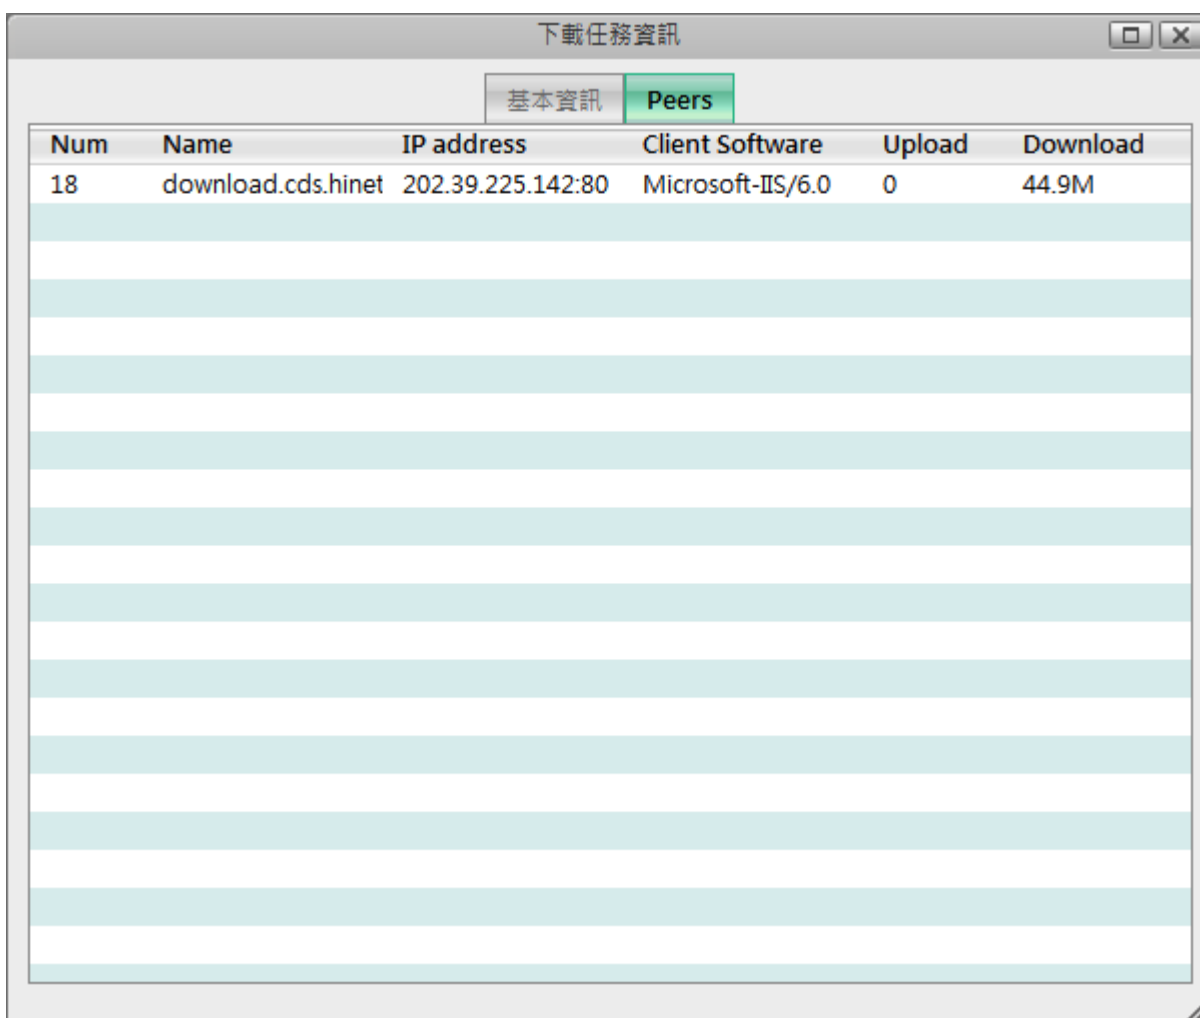 下載任務資訊
基本資訊 Peers
Num Name IP address Client Software Upload Download
18 download.cds.hinet 202.39.225.142:80 Microsoft-IIS/6.0 0 44.9M